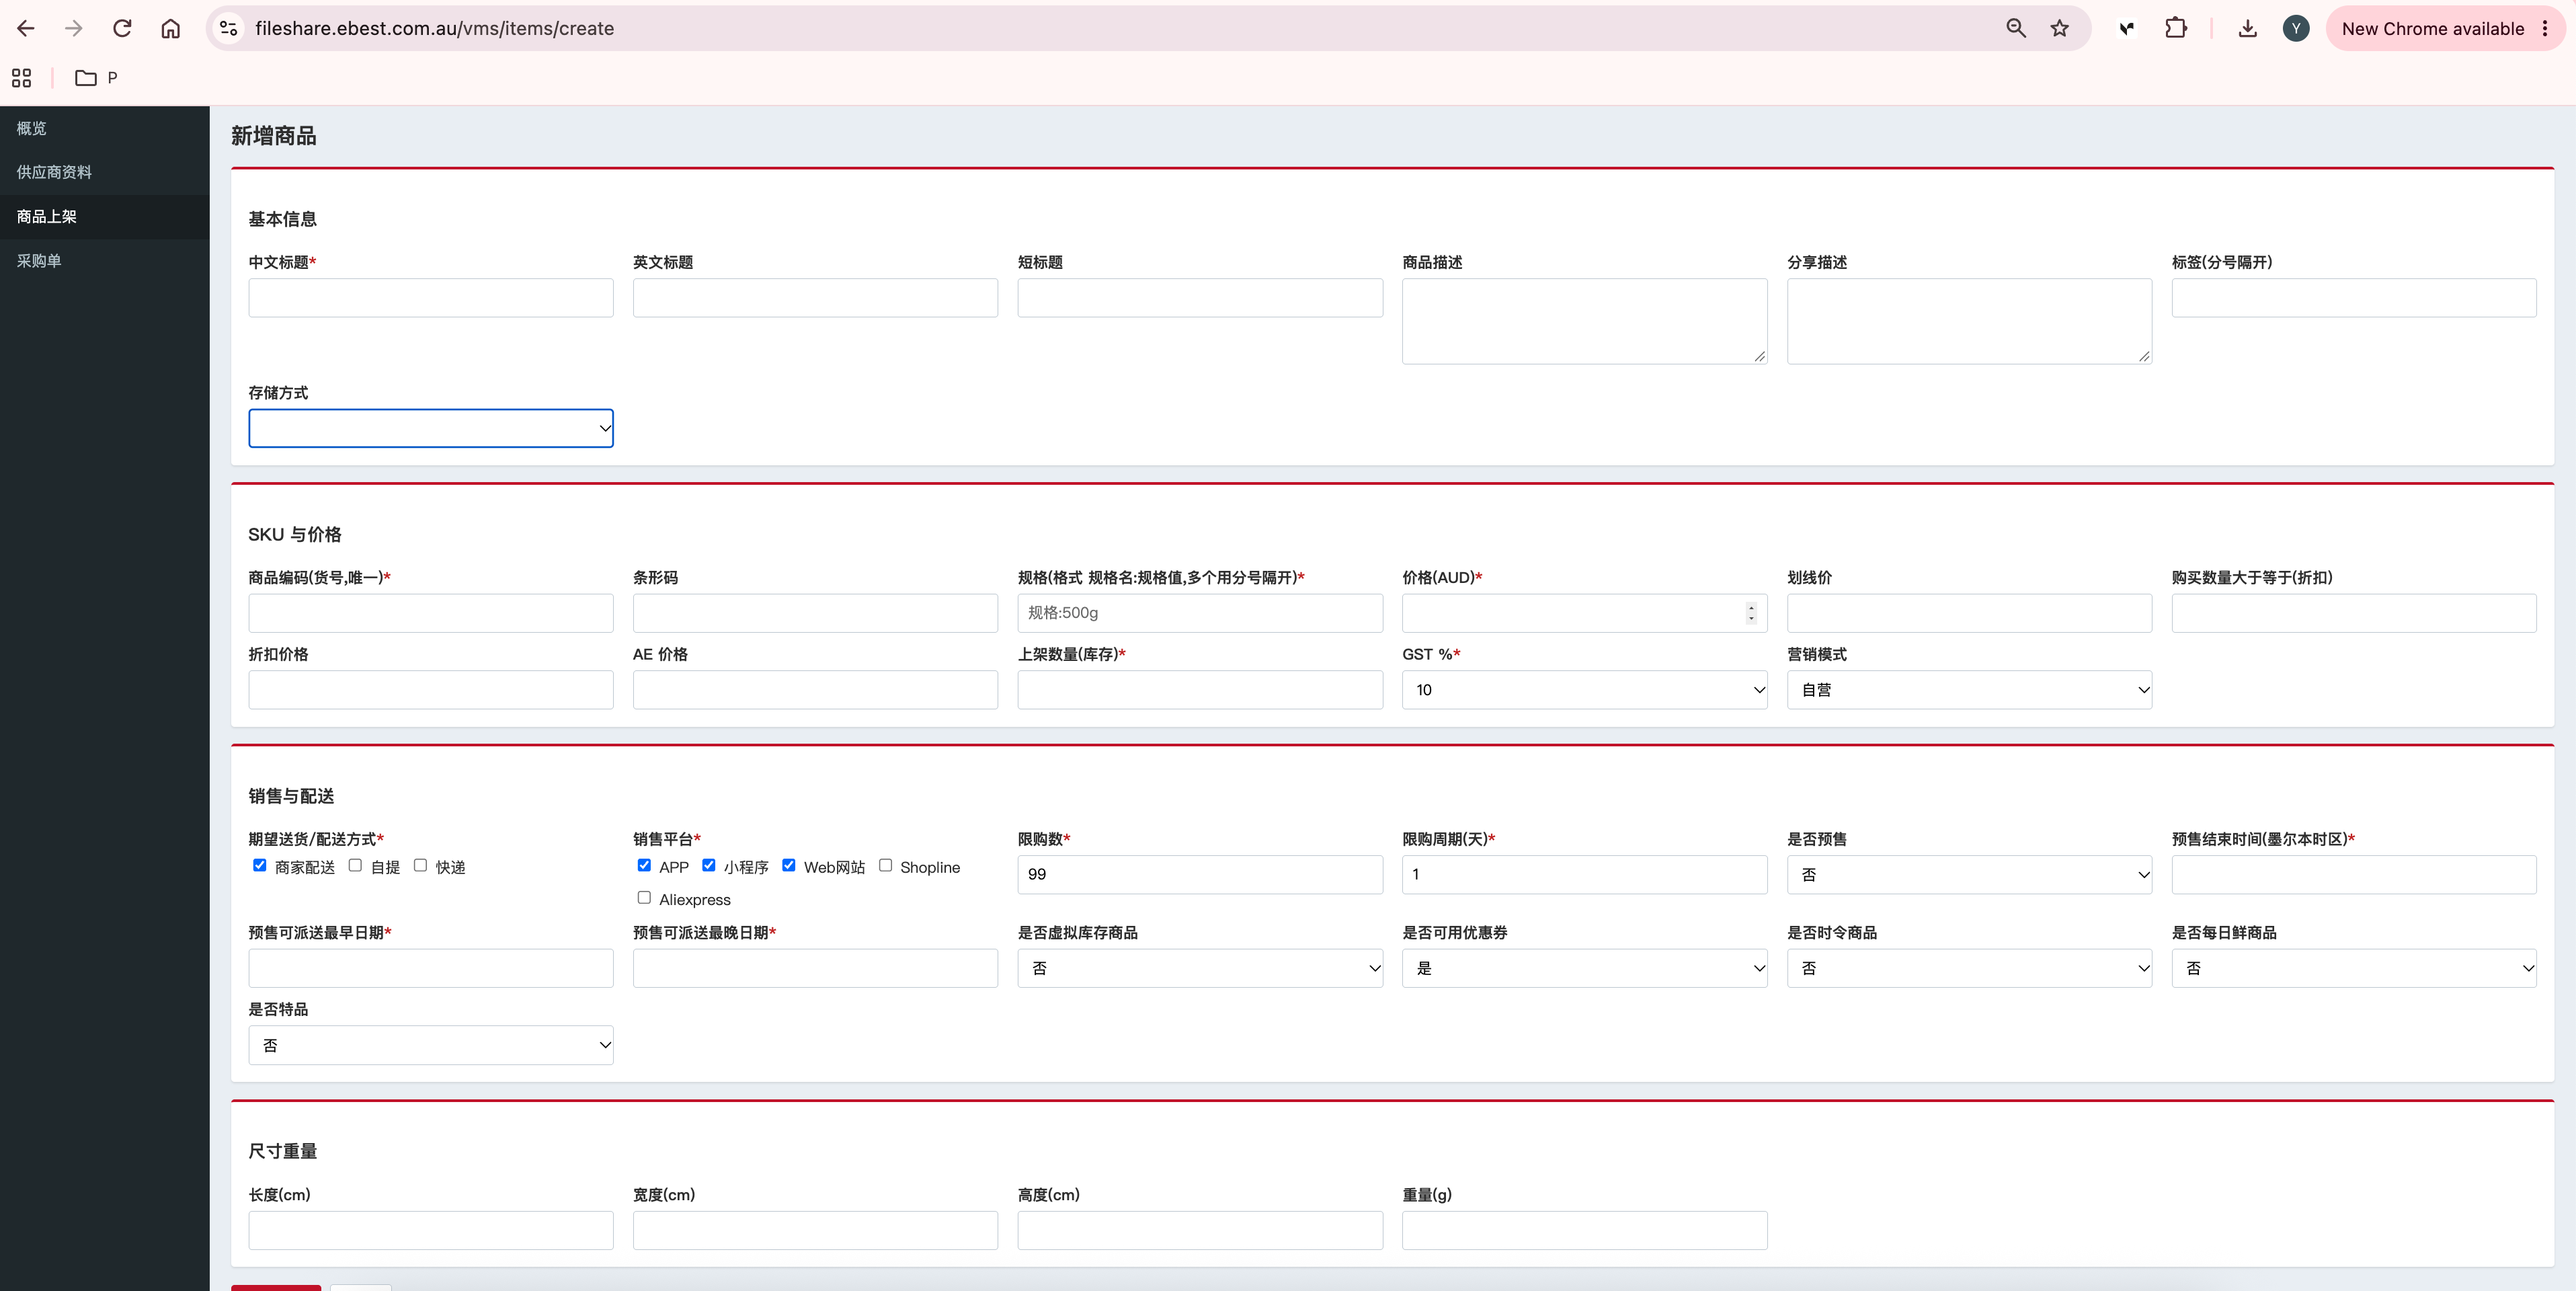 fileshare.ebest.com.au/vms/items/create
New Chrome available
Y
P
概览
供应商资料
商品上架
采购单
新增商品
基本信息
中文标题* 英文标题 短标题 商品描述 分享描述 标签(分号隔开)
存储方式
SKU 与价格
商品编码(货号,唯一)* 条形码 规格(格式 规格名:规格值,多个用分号隔开)* 价格(AUD)* 划线价 购买数量大于等于(折扣)
规格:500g
折扣价格 AE 价格 上架数量(库存)* GST %* 营销模式
10 自营
销售与配送
期望送货/配送方式* 销售平台* 限购数* 限购周期(天)* 是否预售 预售结束时间(墨尔本时区)*
商家配送 自提 快递 APP 小程序 Web网站 Shopline 99 1 否
Aliexpress
预售可派送最早日期* 预售可派送最晚日期* 是否虚拟库存商品 是否可用优惠券 是否时令商品 是否每日鲜商品
否 是 否 否
是否特品
否
尺寸重量
长度(cm) 宽度(cm) 高度(cm) 重量(g)